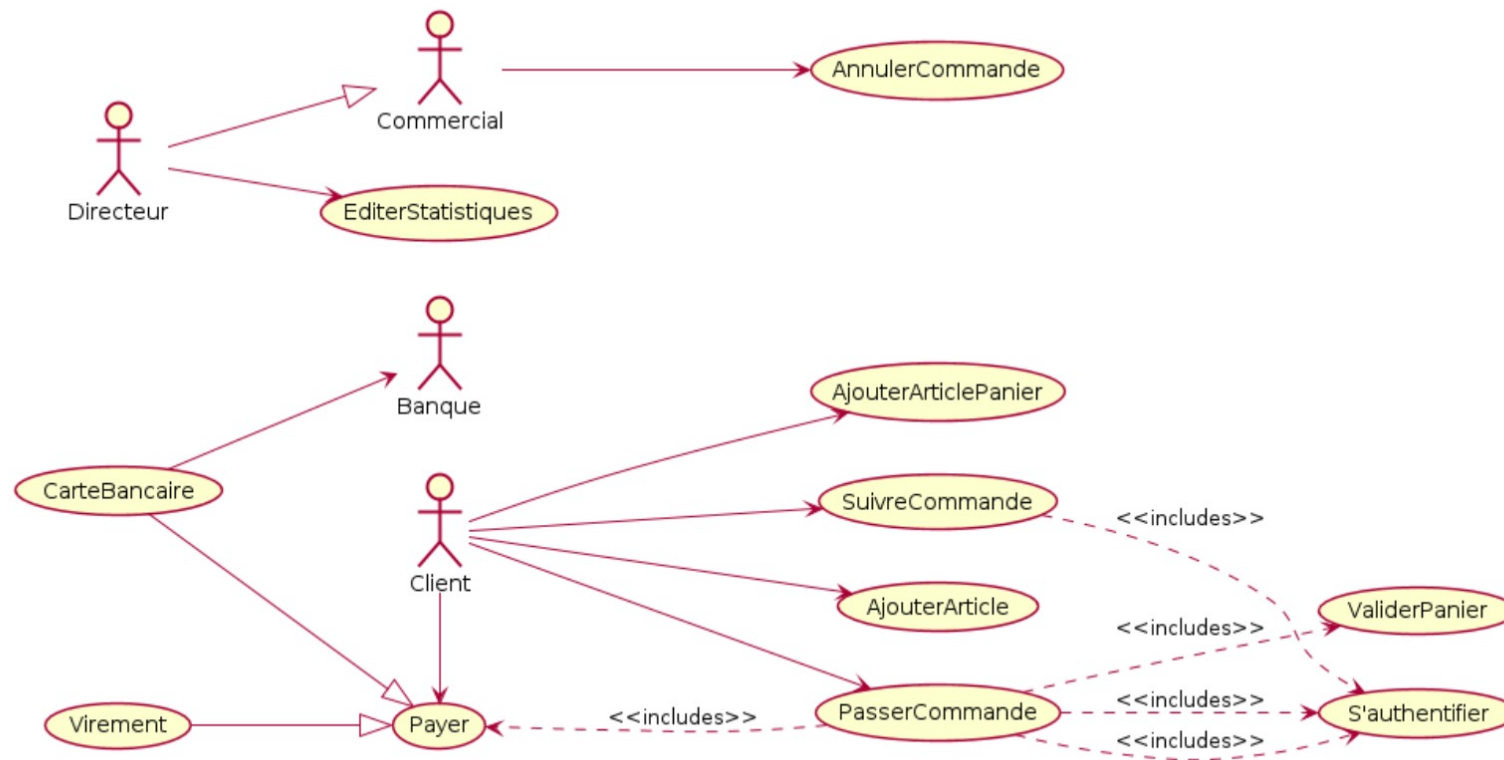 AnnulerCommande
Commercial
Directeur
EditerStatistiques
Banque
AjouterArticlePanier
CarteBancaire
SuivreCommande
<<includes>>
Client
AjouterArticle
ValiderPanier
<<includes>>
Virement
Payer
<<includes>>
PasserCommande
<<includes>>
S'authentifier
<<includes>>